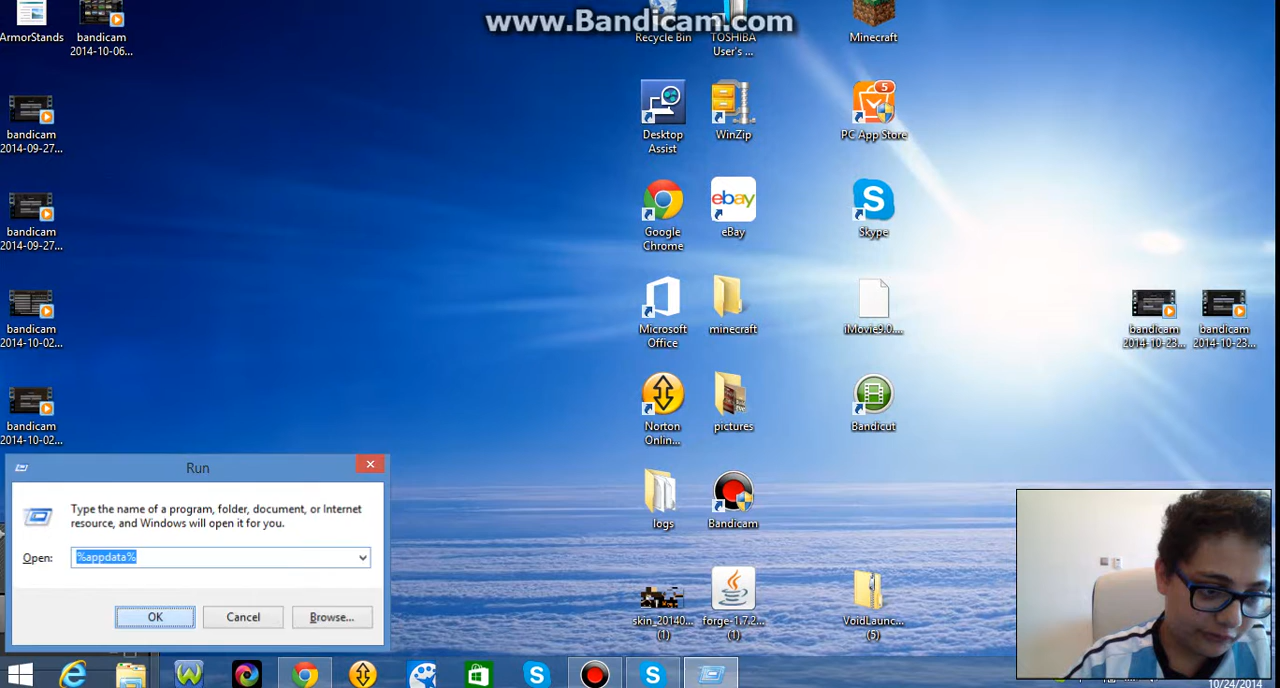 www.Bandicam.com
ArmorStands
bandicam
2014-10-06...
Recycle Bin
TOSHIBA
User's ...
Minecraft
5
bandicam
2014-09-27...
Desktop
Assist
WinZip
PC App Store
ebay
S
bandicam
2014-09-27...
Google
Chrome
eBay
Skype
bandicam
2014-10-02...
Microsoft
Office
minecraft
iMovie9.0....
bandicam
2014-10-23...
bandicam
2014-10-23...
bandicam
2014-10-02...
Norton
Onlin...
pictures
Bandicut
logs
Bandicam
skin_20140...
(1)
forge-1.7.2...
(1)
VoidLaunc...
(5)
Run
Type the name of a program, folder, document, or Internet
resource, and Windows will open it for you.
Open:
%appdata%
OK
Cancel
Browse...
10/24/2014